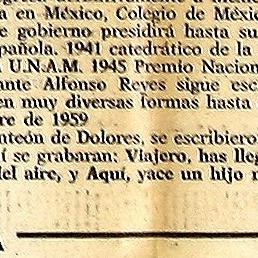 a en México, Colegio de Méxic
e gobierno presidirá hasta su
pañola. 1941 catedrático de la
U.N.A.M. 1945 Premio Nacion
ante Alfonso Reyes sigue esc
en muy diversas formas hasta
re de 1959
nteón de Dolores, se escribiero
í se grabaran: Viajero, has lleg
del aire, y Aquí, yace un hijo m